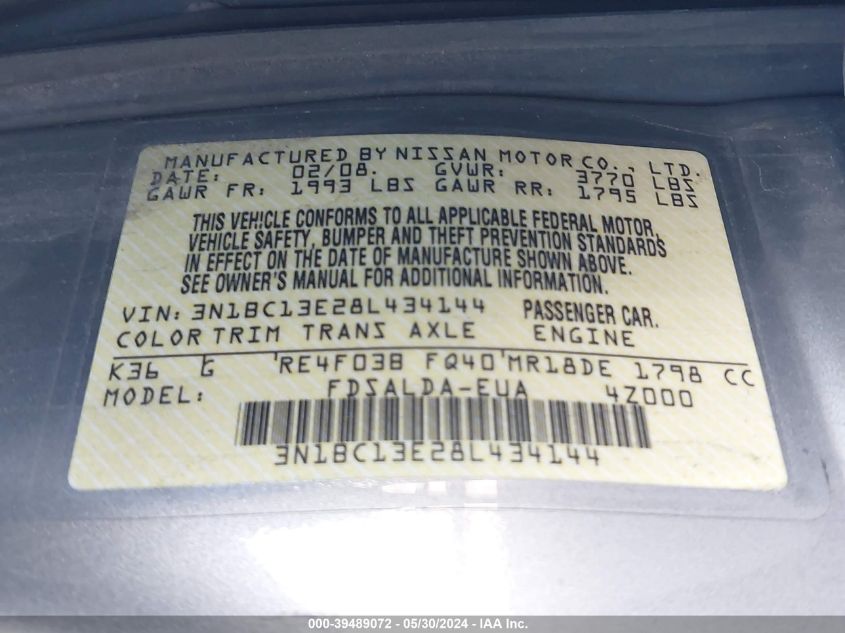 MANUFACTURED BY NISSAN MOTOR CO., LTD.
DATE: 02/08. GVWR: 3770 LBS
GAWR FR: 1993 LBS GAWR RR: 1795 LBS
THIS VEHICLE CONFORMS TO ALL APPLICABLE FEDERAL MOTOR
VEHICLE SAFETY, BUMPER AND THEFT PREVENTION STANDARDS
IN EFFECT ON THE DATE OF MANUFACTURE SHOWN ABOVE.
SEE OWNER'S MANUAL FOR ADDITIONAL INFORMATION.
VIN: 3N1BC13E28L434144 PASSENGER CAR.
COLOR TRIM TRANS AXLE ENGINE
K36 G RE4F03B FQ40 MR18DE 1798 CC
MODEL: FDSALDA-EUA 4Z000
3N1BC13E28L434144
000-39489072 - 05/30/2024 - IAA Inc.